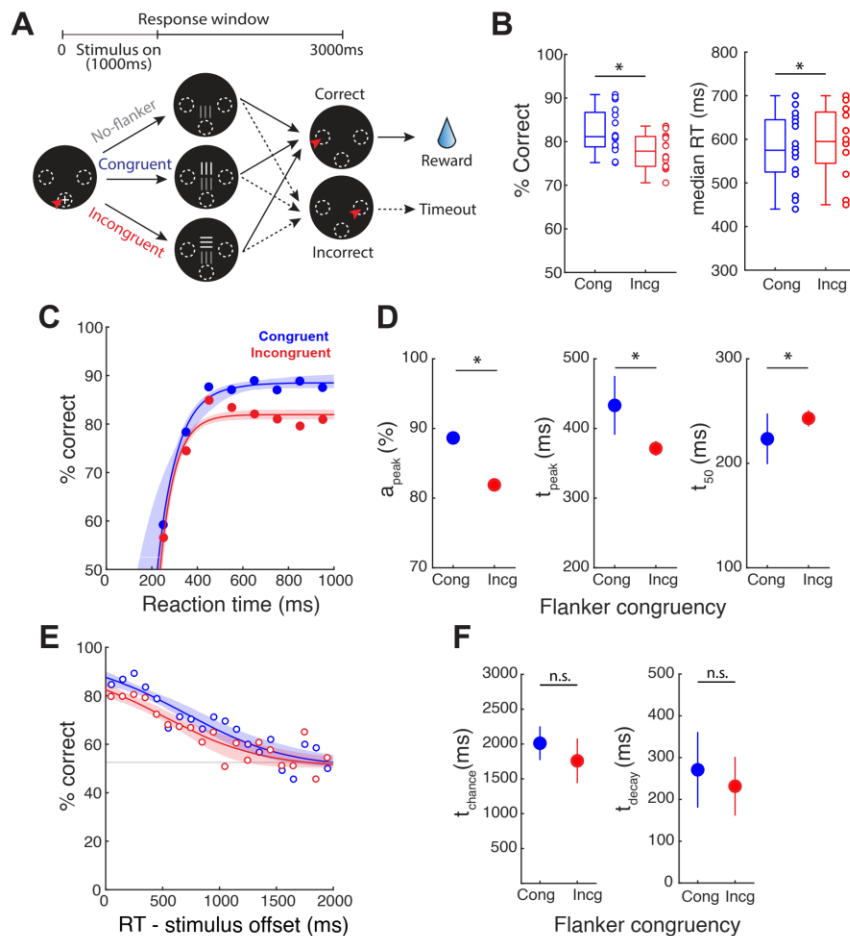 A
Response window
0
Stimulus on
(1000ms)
3000ms
No-flanker
Congruent
Incongruent
Correct
Incorrect
Reward
Timeout
B
*
% Correct
100
90
80
70
60
50
Cong
Incg
*
median RT (ms)
800
700
600
500
400
300
Cong
Incg
C
Congruent
Incongruent
% correct
100
90
80
70
60
50
0
200
400
600
800
1000
Reaction time (ms)
D
*
a peak (%)
100
90
80
70
Cong
Incg
*
t peak (ms)
500
400
300
200
Cong
Incg
*
t 50 (ms)
300
200
100
Cong
Incg
Flanker congruency
E
% correct
100
80
60
40
20
0
0
500
1000
1500
2000
RT - stimulus offset (ms)
F
n.s.
t chance (ms)
3000
2500
2000
1500
1000
500
Cong
Incg
n.s.
t decay (ms)
500
400
300
200
100
0
Cong
Incg
Flanker congruency